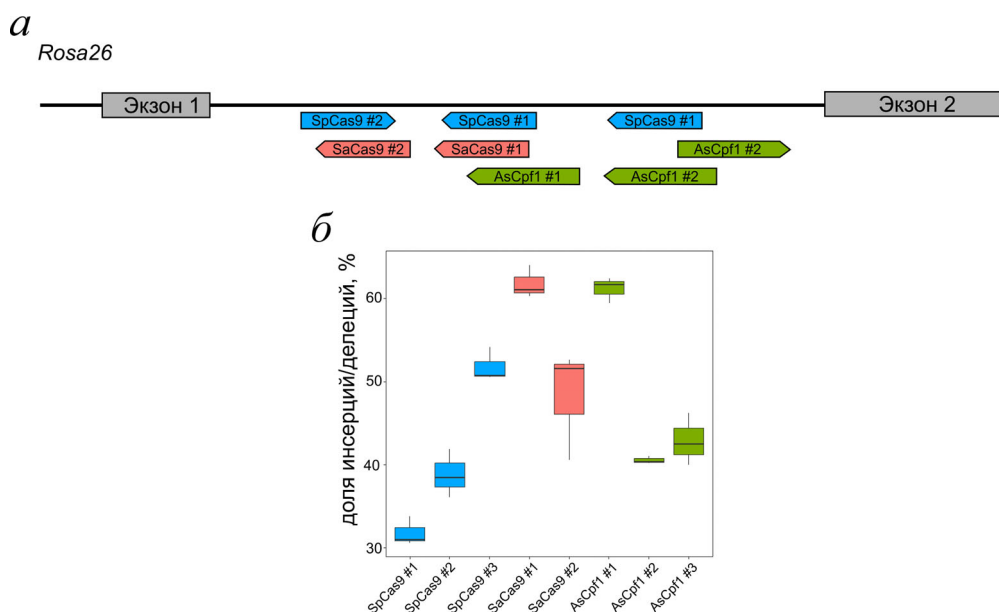 а
Rosa26
Экзон 1 Экзон 2
SpCas9 #2 SpCas9 #1 SpCas9 #1
SaCas9 #2 SaCas9 #1 AsCpf1 #2
AsCpf1 #1 AsCpf1 #2
б
доля инсерций/делеций, %
60
50
40
30
SpCas9 #1 SpCas9 #2 SpCas9 #3 SaCas9 #1 SaCas9 #2 AsCpf1 #1 AsCpf1 #2 AsCpf1 #3